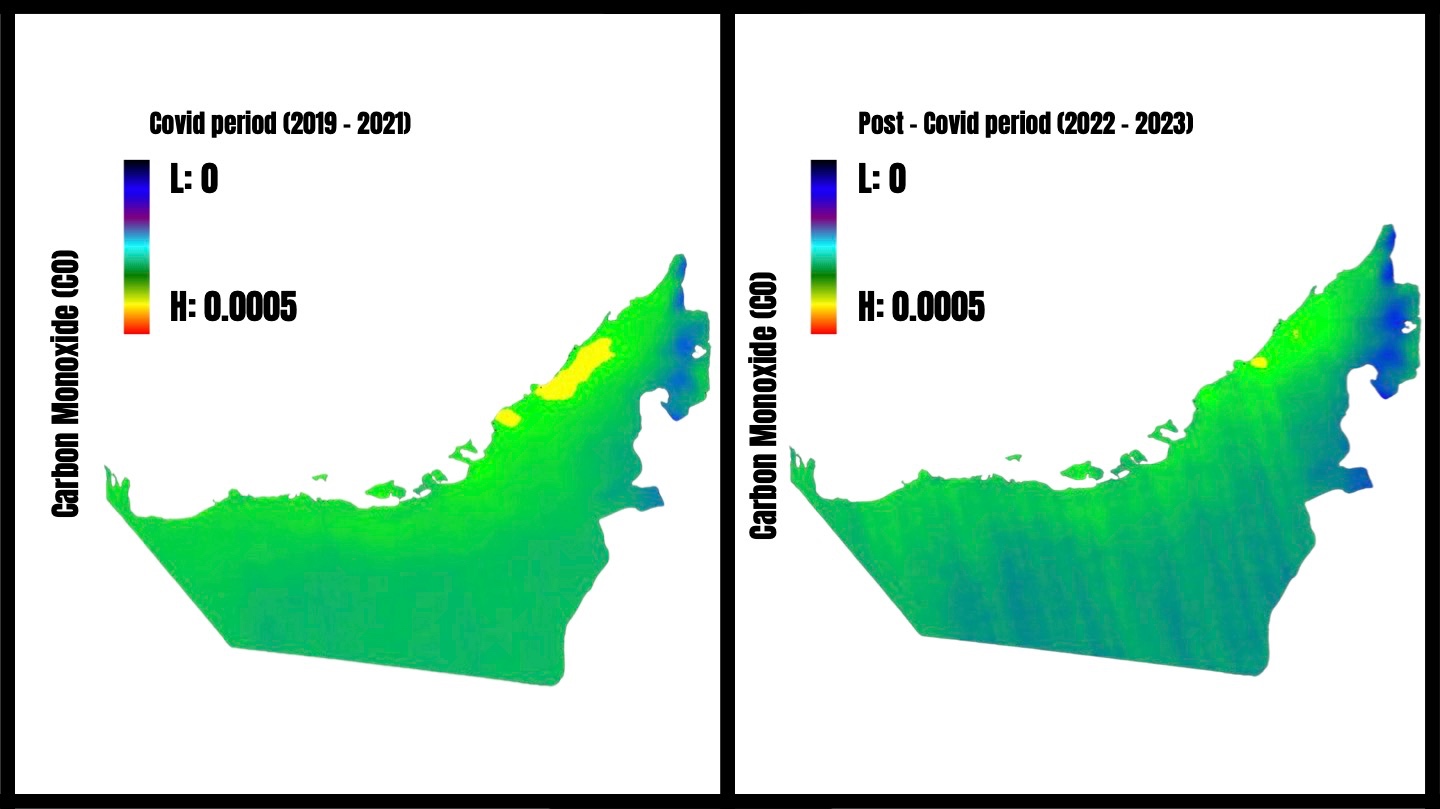 Covid period (2019 - 2021)
L: 0
H: 0.0005
Carbon Monoxide (CO)
Post - Covid period (2022 - 2023)
L: 0
H: 0.0005
Carbon Monoxide (CO)